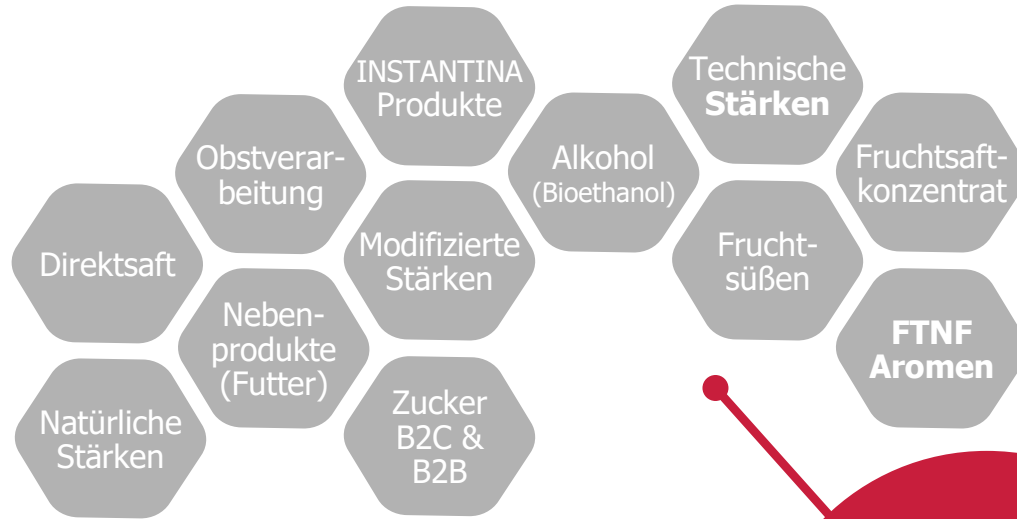 INSTANTINA
Produkte
Technische
Stärken
Obstverar-
beitung
Alkohol
(Bioethanol)
Fruchtsaft-
konzentrat
Direktsaft
Modifizierte
Stärken
Frucht-
süßen
Neben-
produkte
(Futter)
FTNF
Aromen
Natürliche
Stärken
Zucker
B2C &
B2B